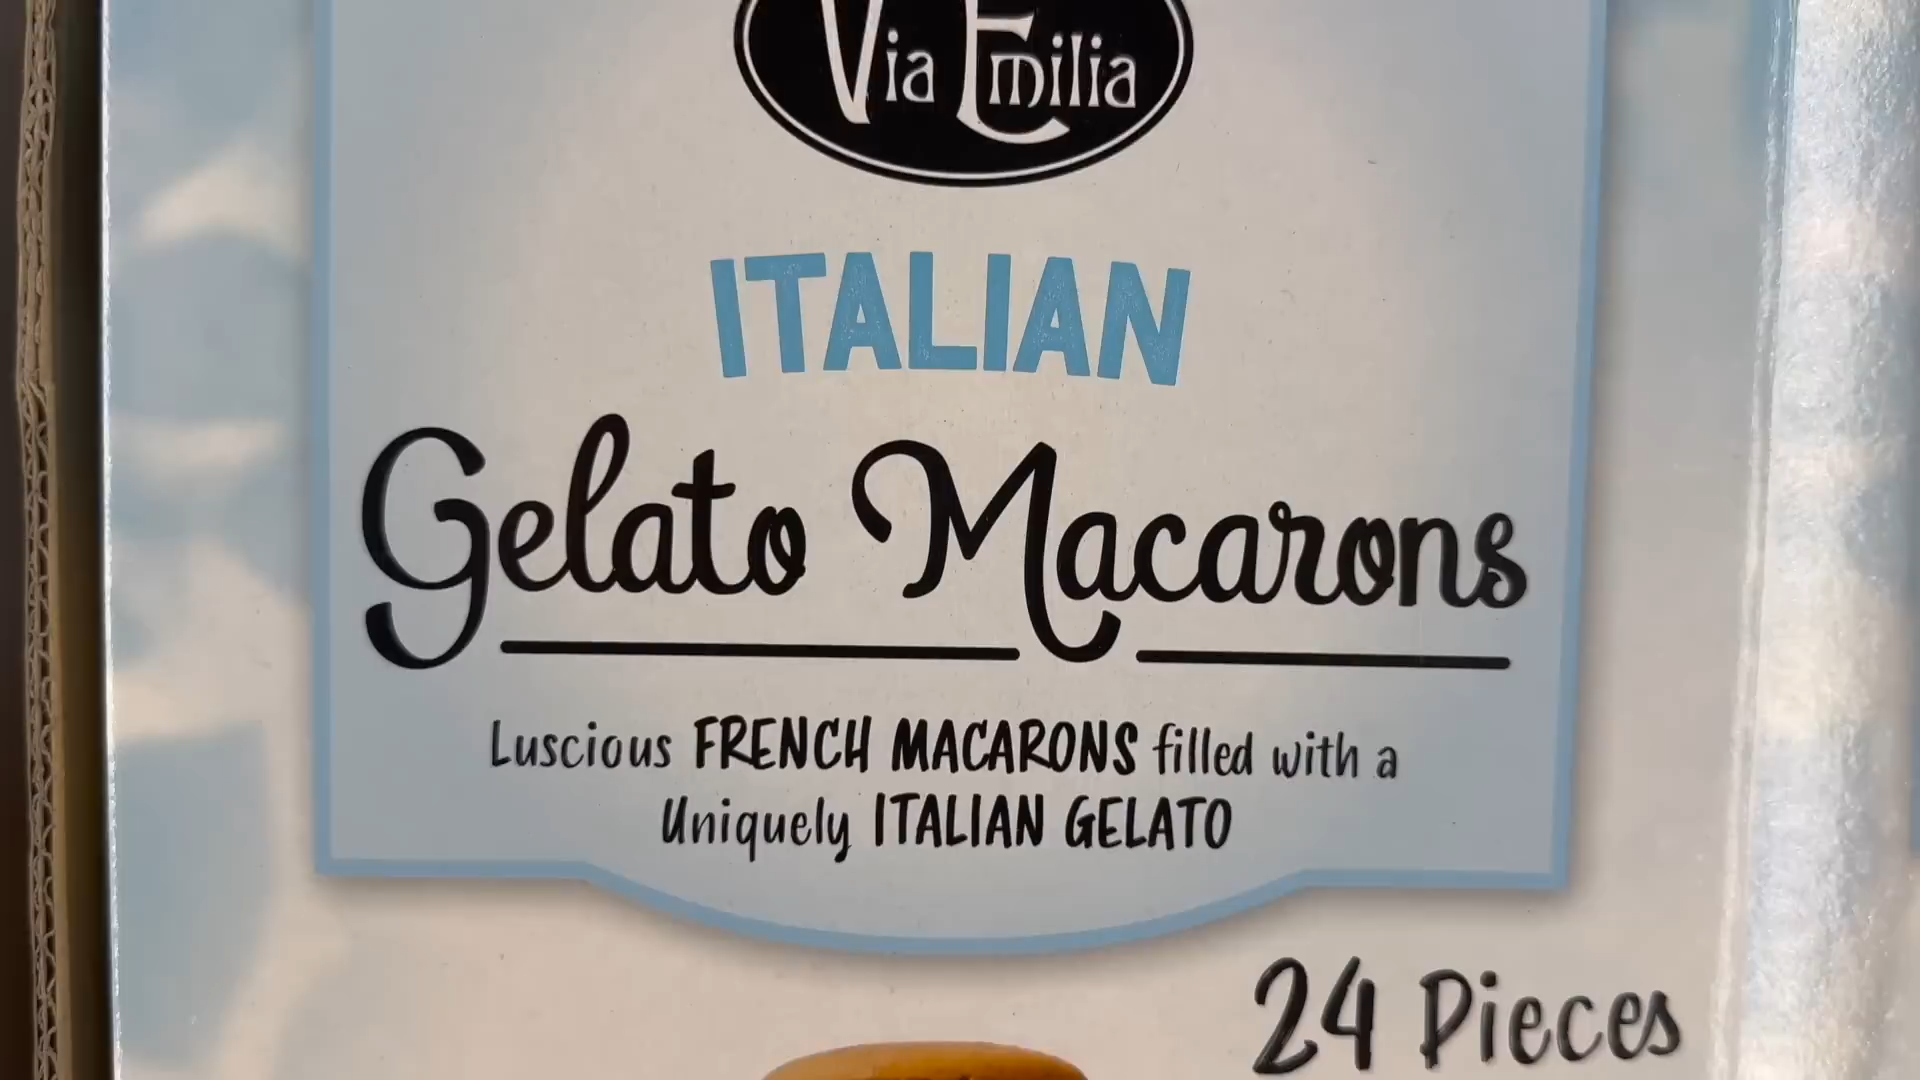 Via Emilia
ITALIAN
Gelato Macarons
Luscious FRENCH MACARONS filled with a
Uniquely ITALIAN GELATO
24 Pieces